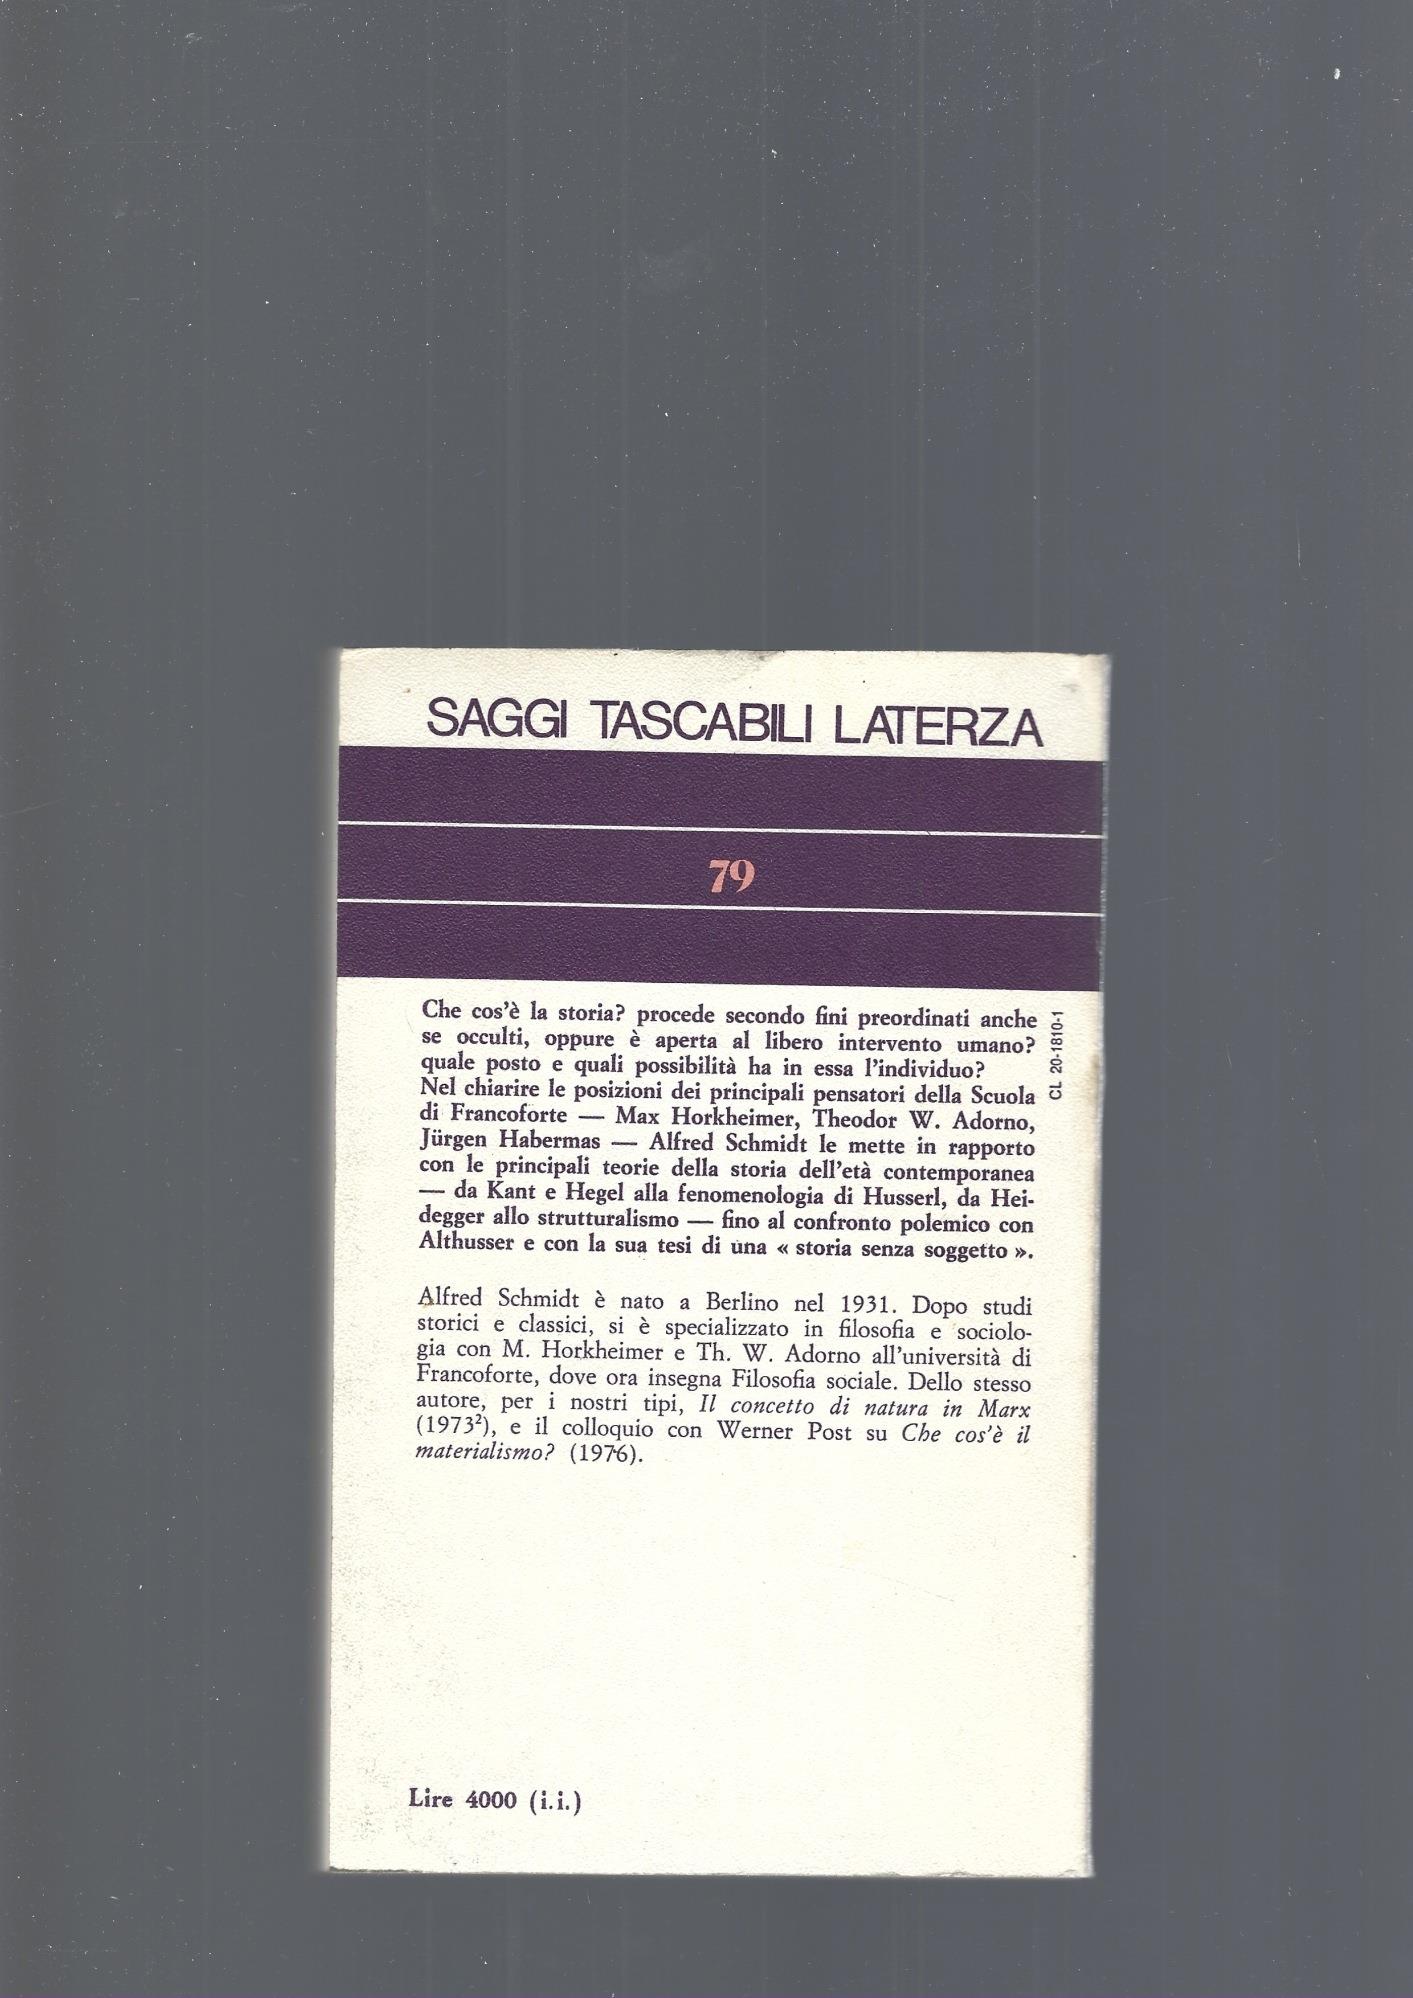 SAGGI TASCABILI LATERZA
79
Che cos'è la storia? procede secondo fini preordinati anche
se occulti, oppure è aperta al libero intervento umano?
quale posto e quali possibilità ha in essa l'individuo?
Nel chiarire le posizioni dei principali pensatori della Scuola
di Francoforte — Max Horkheimer, Theodor W. Adorno,
Jürgen Habermas — Alfred Schmidt le mette in rapporto
con le principali teorie della storia dell'età contemporanea
— da Kant e Hegel alla fenomenologia di Husserl, da Hei-
degger allo strutturalismo — fino al confronto polemico con
Althusser e con la sua tesi di una « storia senza soggetto ».
CL 20-1810-1
Alfred Schmidt è nato a Berlino nel 1931. Dopo studi
storici e classici, si è specializzato in filosofia e sociolo-
gia con M. Horkheimer e Th. W. Adorno all'università di
Francoforte, dove ora insegna Filosofia sociale. Dello stesso
autore, per i nostri tipi, Il concetto di natura in Marx
(1973²), e il colloquio con Werner Post su Che cos'è il
materialismo? (1976).
Lire 4000 (i.i.)